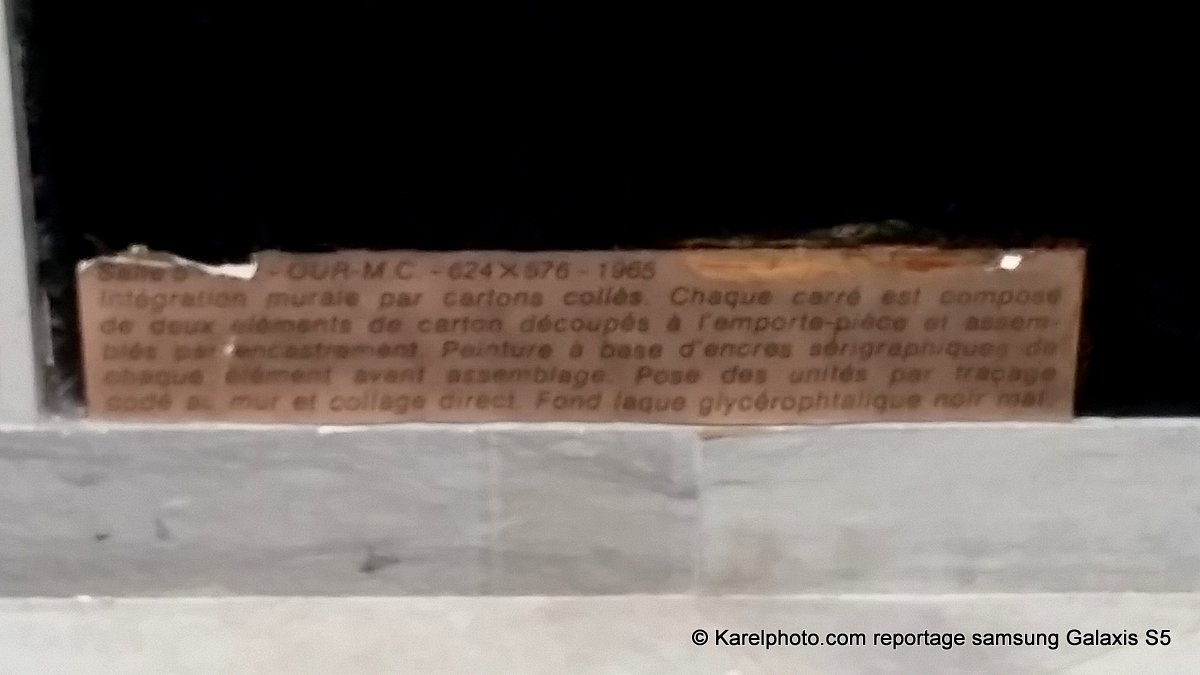 Salle 5 - OUR-M.C. - 624×576 - 1965
Intégration murale par cartons collés. Chaque carré est composé
de deux éléments de carton découpés à l'emporte-pièce et assem-
blés par encastrement. Peinture à base d'encres sérigraphiques de
chaque élément avant assemblage. Pose des unités par traçage
codé au mur et collage direct. Fond laque glycérophtalique noir mat.
© Karelphoto.com reportage samsung Galaxis S5